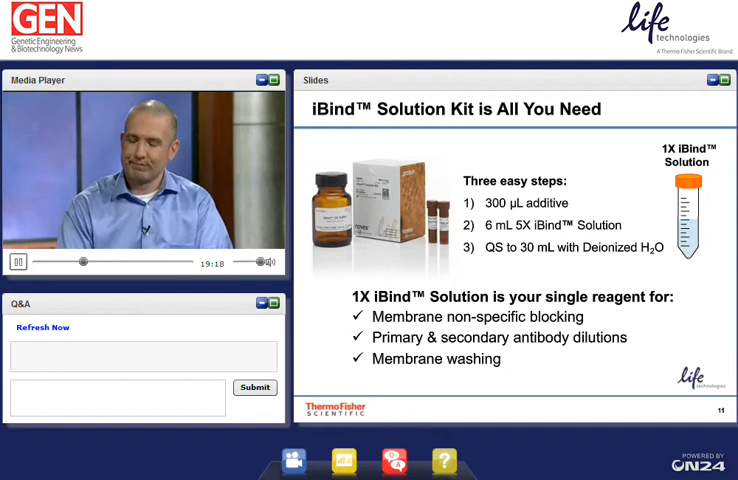 GEN
Genetic Engineering
& Biotechnology News
life
technologies
A Thermo Fisher Scientific Brand
Media Player
19:18
Q&A
Refresh Now
Submit
Slides
iBind™ Solution Kit is All You Need
1X iBind™
Solution
Three easy steps:
1) 300 µL additive
2) 6 mL 5X iBind™ Solution
3) QS to 30 mL with Deionized H₂O
novex
1X iBind™ Solution is your single reagent for:
✓ Membrane non-specific blocking
✓ Primary & secondary antibody dilutions
✓ Membrane washing
life
technologies
ThermoFisher
SCIENTIFIC
11
Q
A
?
POWERED BY
ON24